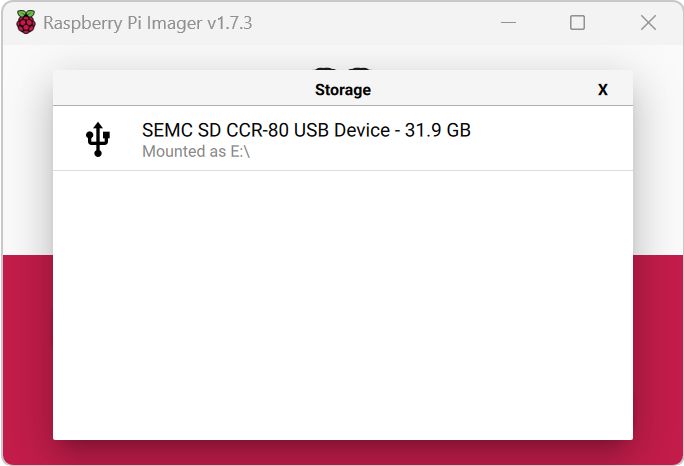 Raspberry Pi Imager v1.7.3
Storage X
SEMC SD CCR-80 USB Device - 31.9 GB
Mounted as E:\